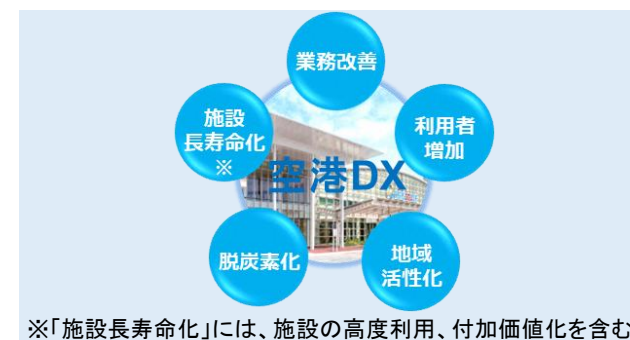 業務改善
施設
長寿命化
※
利用者
増加
空港DX
脱炭素化
地域
活性化
※「施設長寿命化」には、施設の高度利用、付加価値化を含む